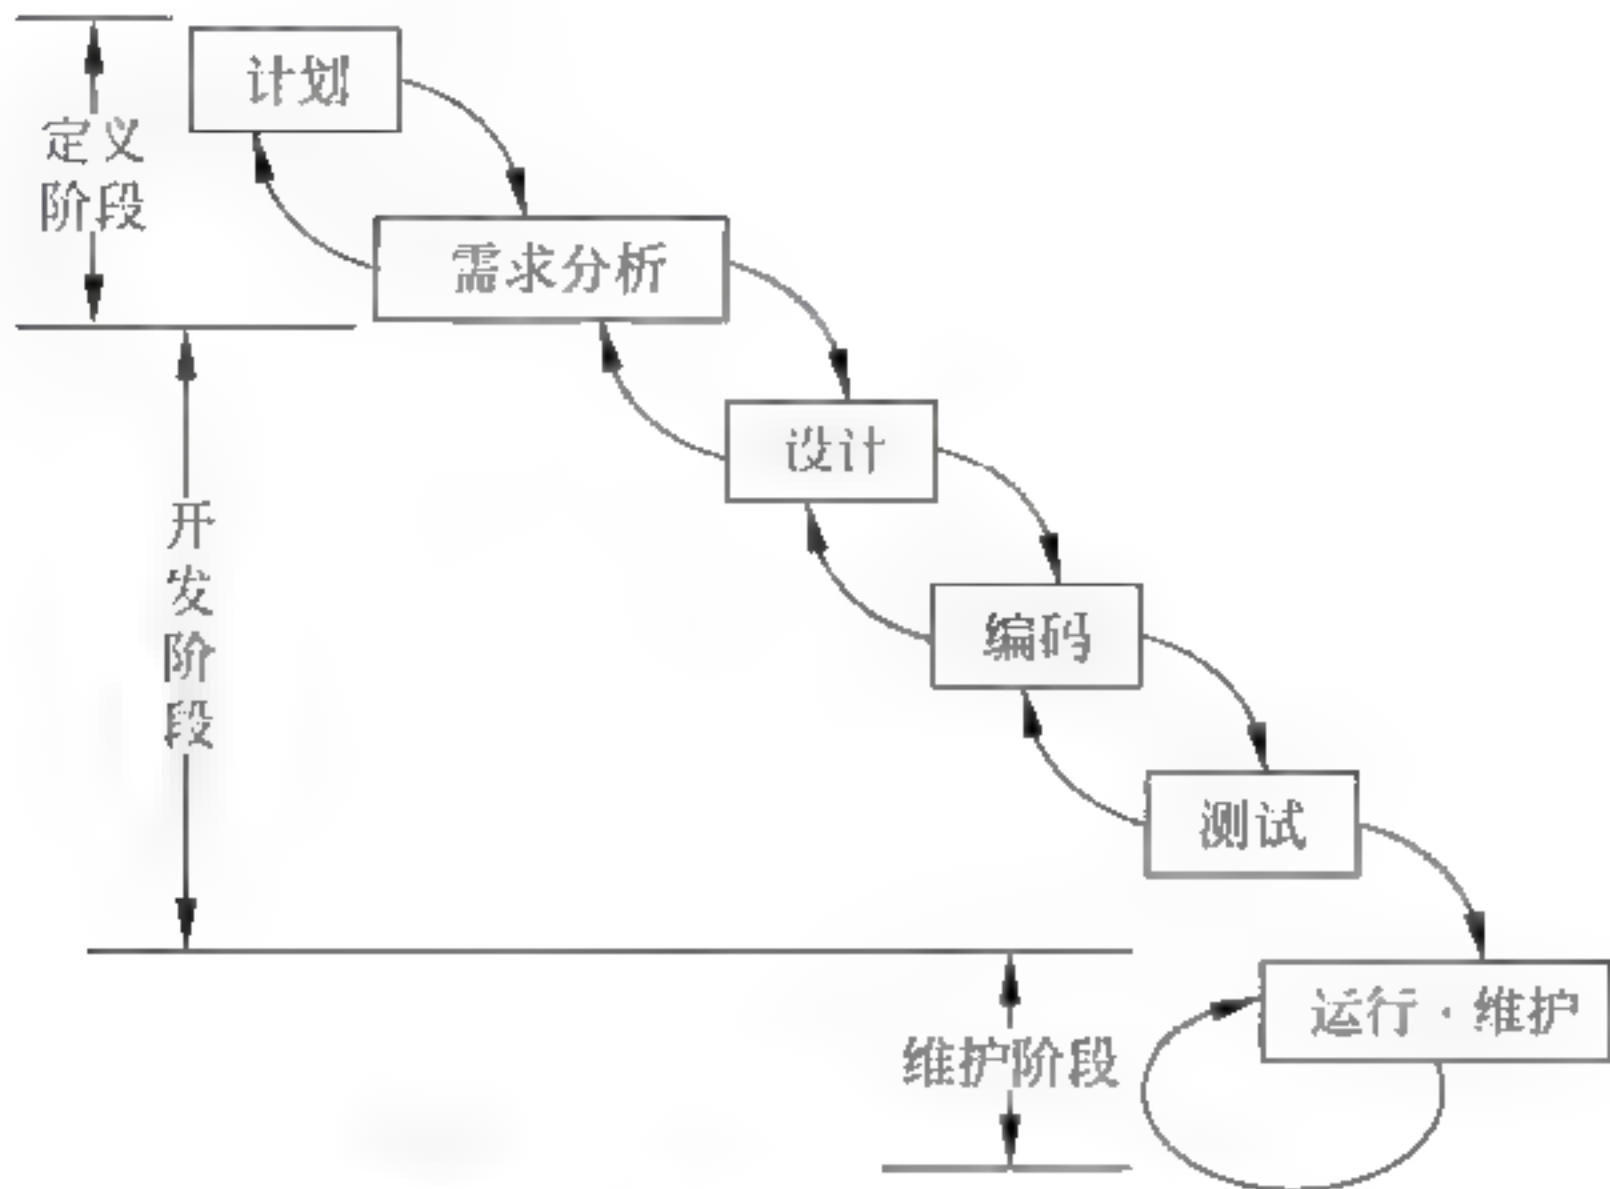 计划
定义
阶段
需求分析
设计
开
发
阶
段
编码
测试
运行·维护
维护阶段